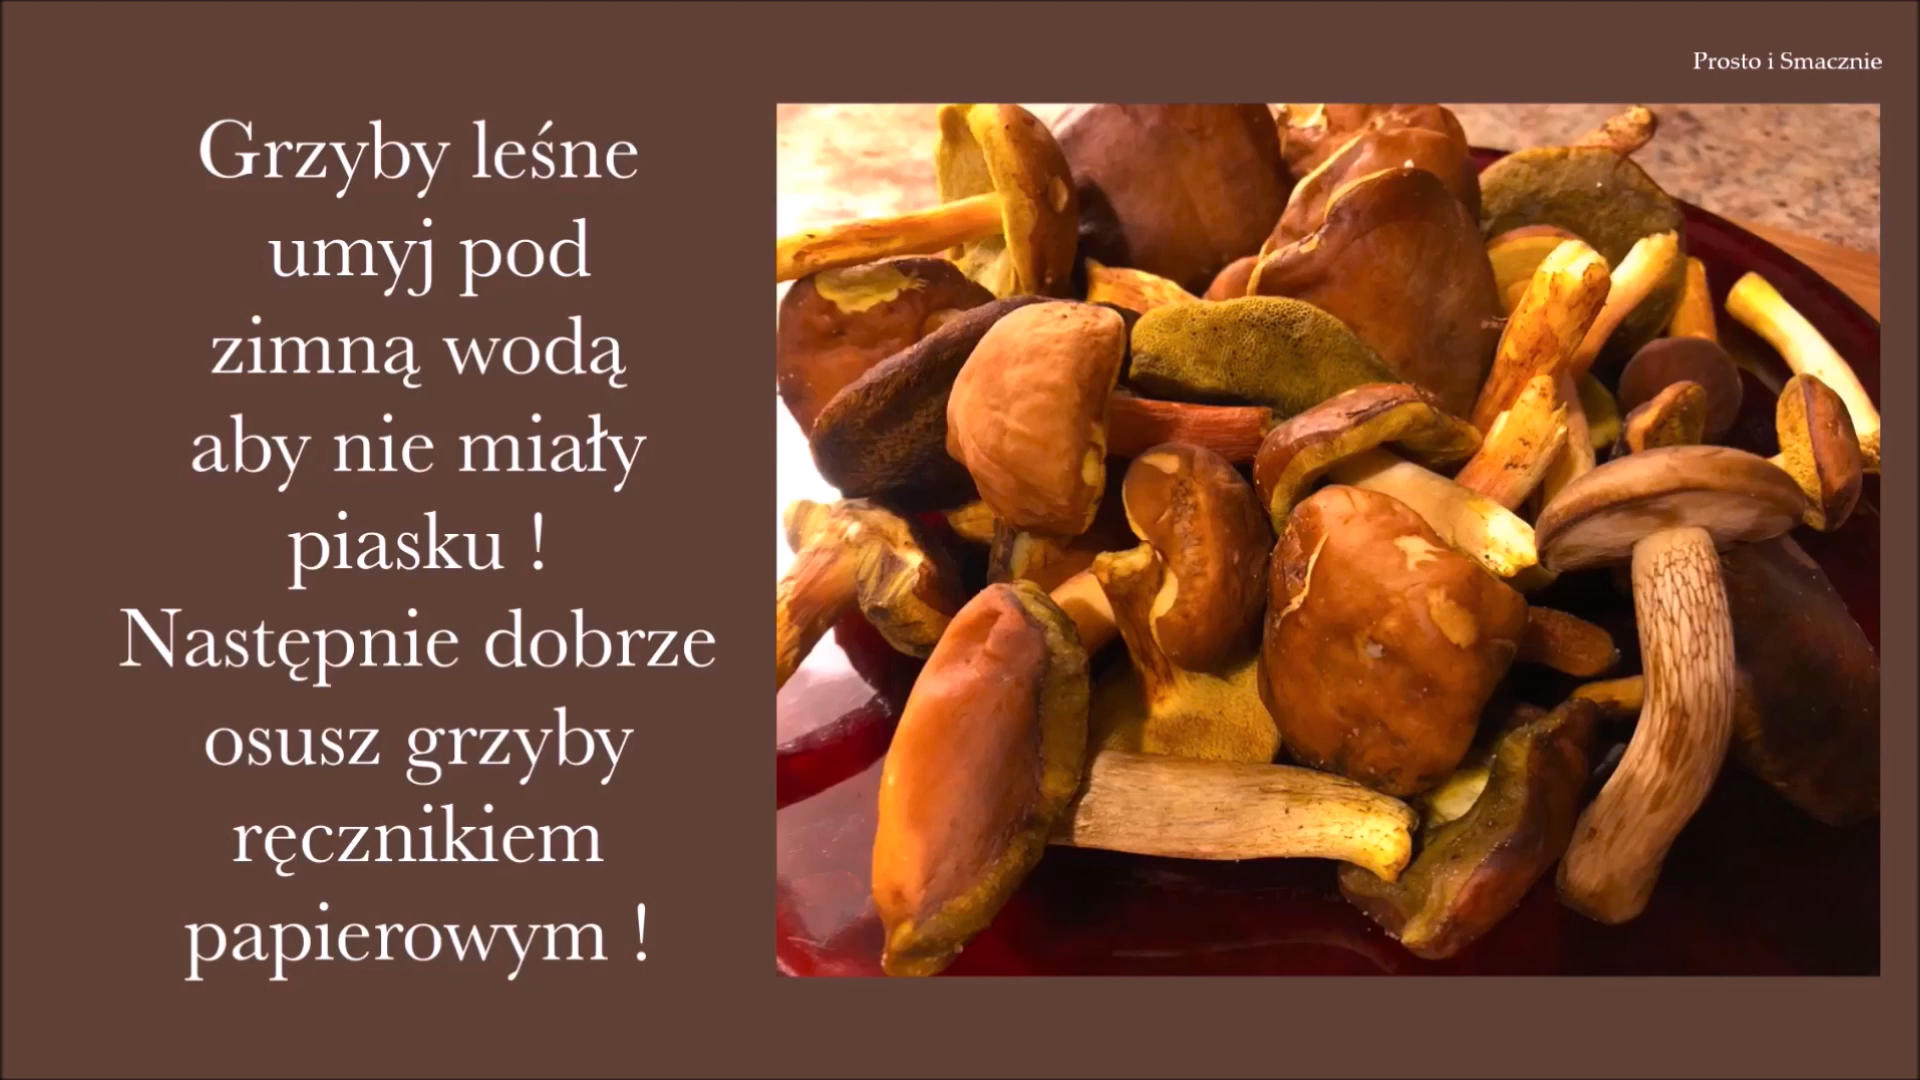 Prosto i Smacznie
Grzyby leśne
umyj pod
zimną wodą
aby nie miały
piasku !
Następnie dobrze
osusz grzyby
ręcznikiem
papierowym !